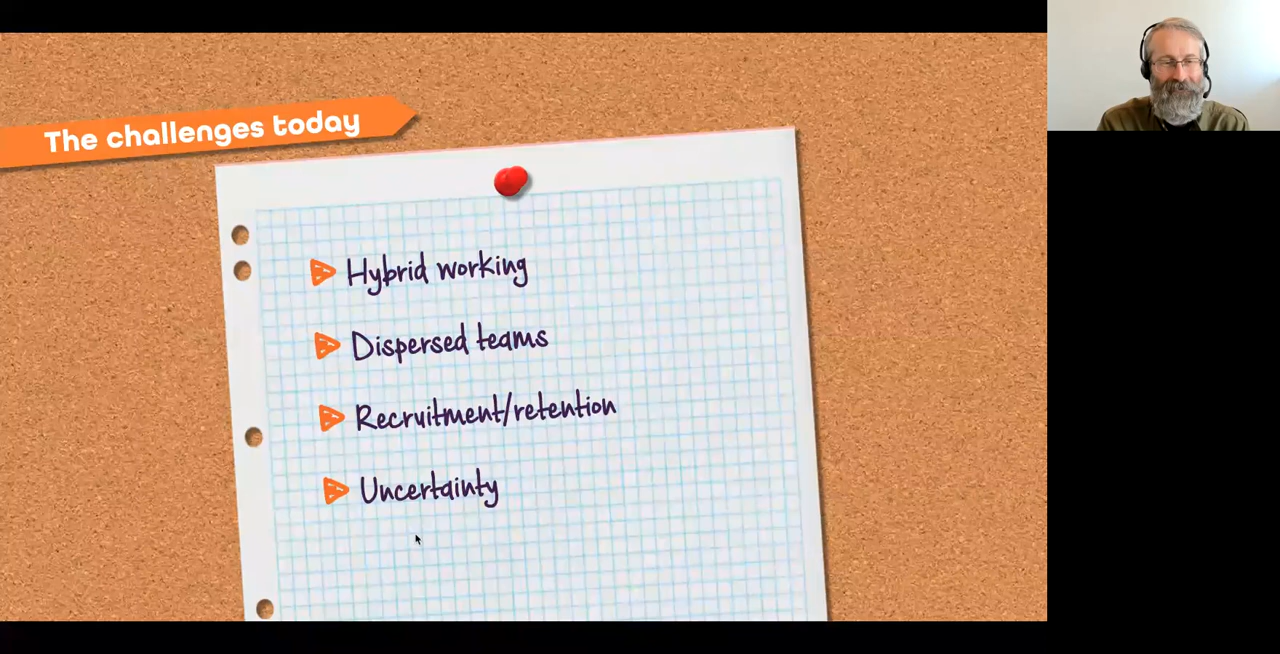 The challenges today
Hybrid working
Dispersed teams
Recruitment/retention
Uncertainty